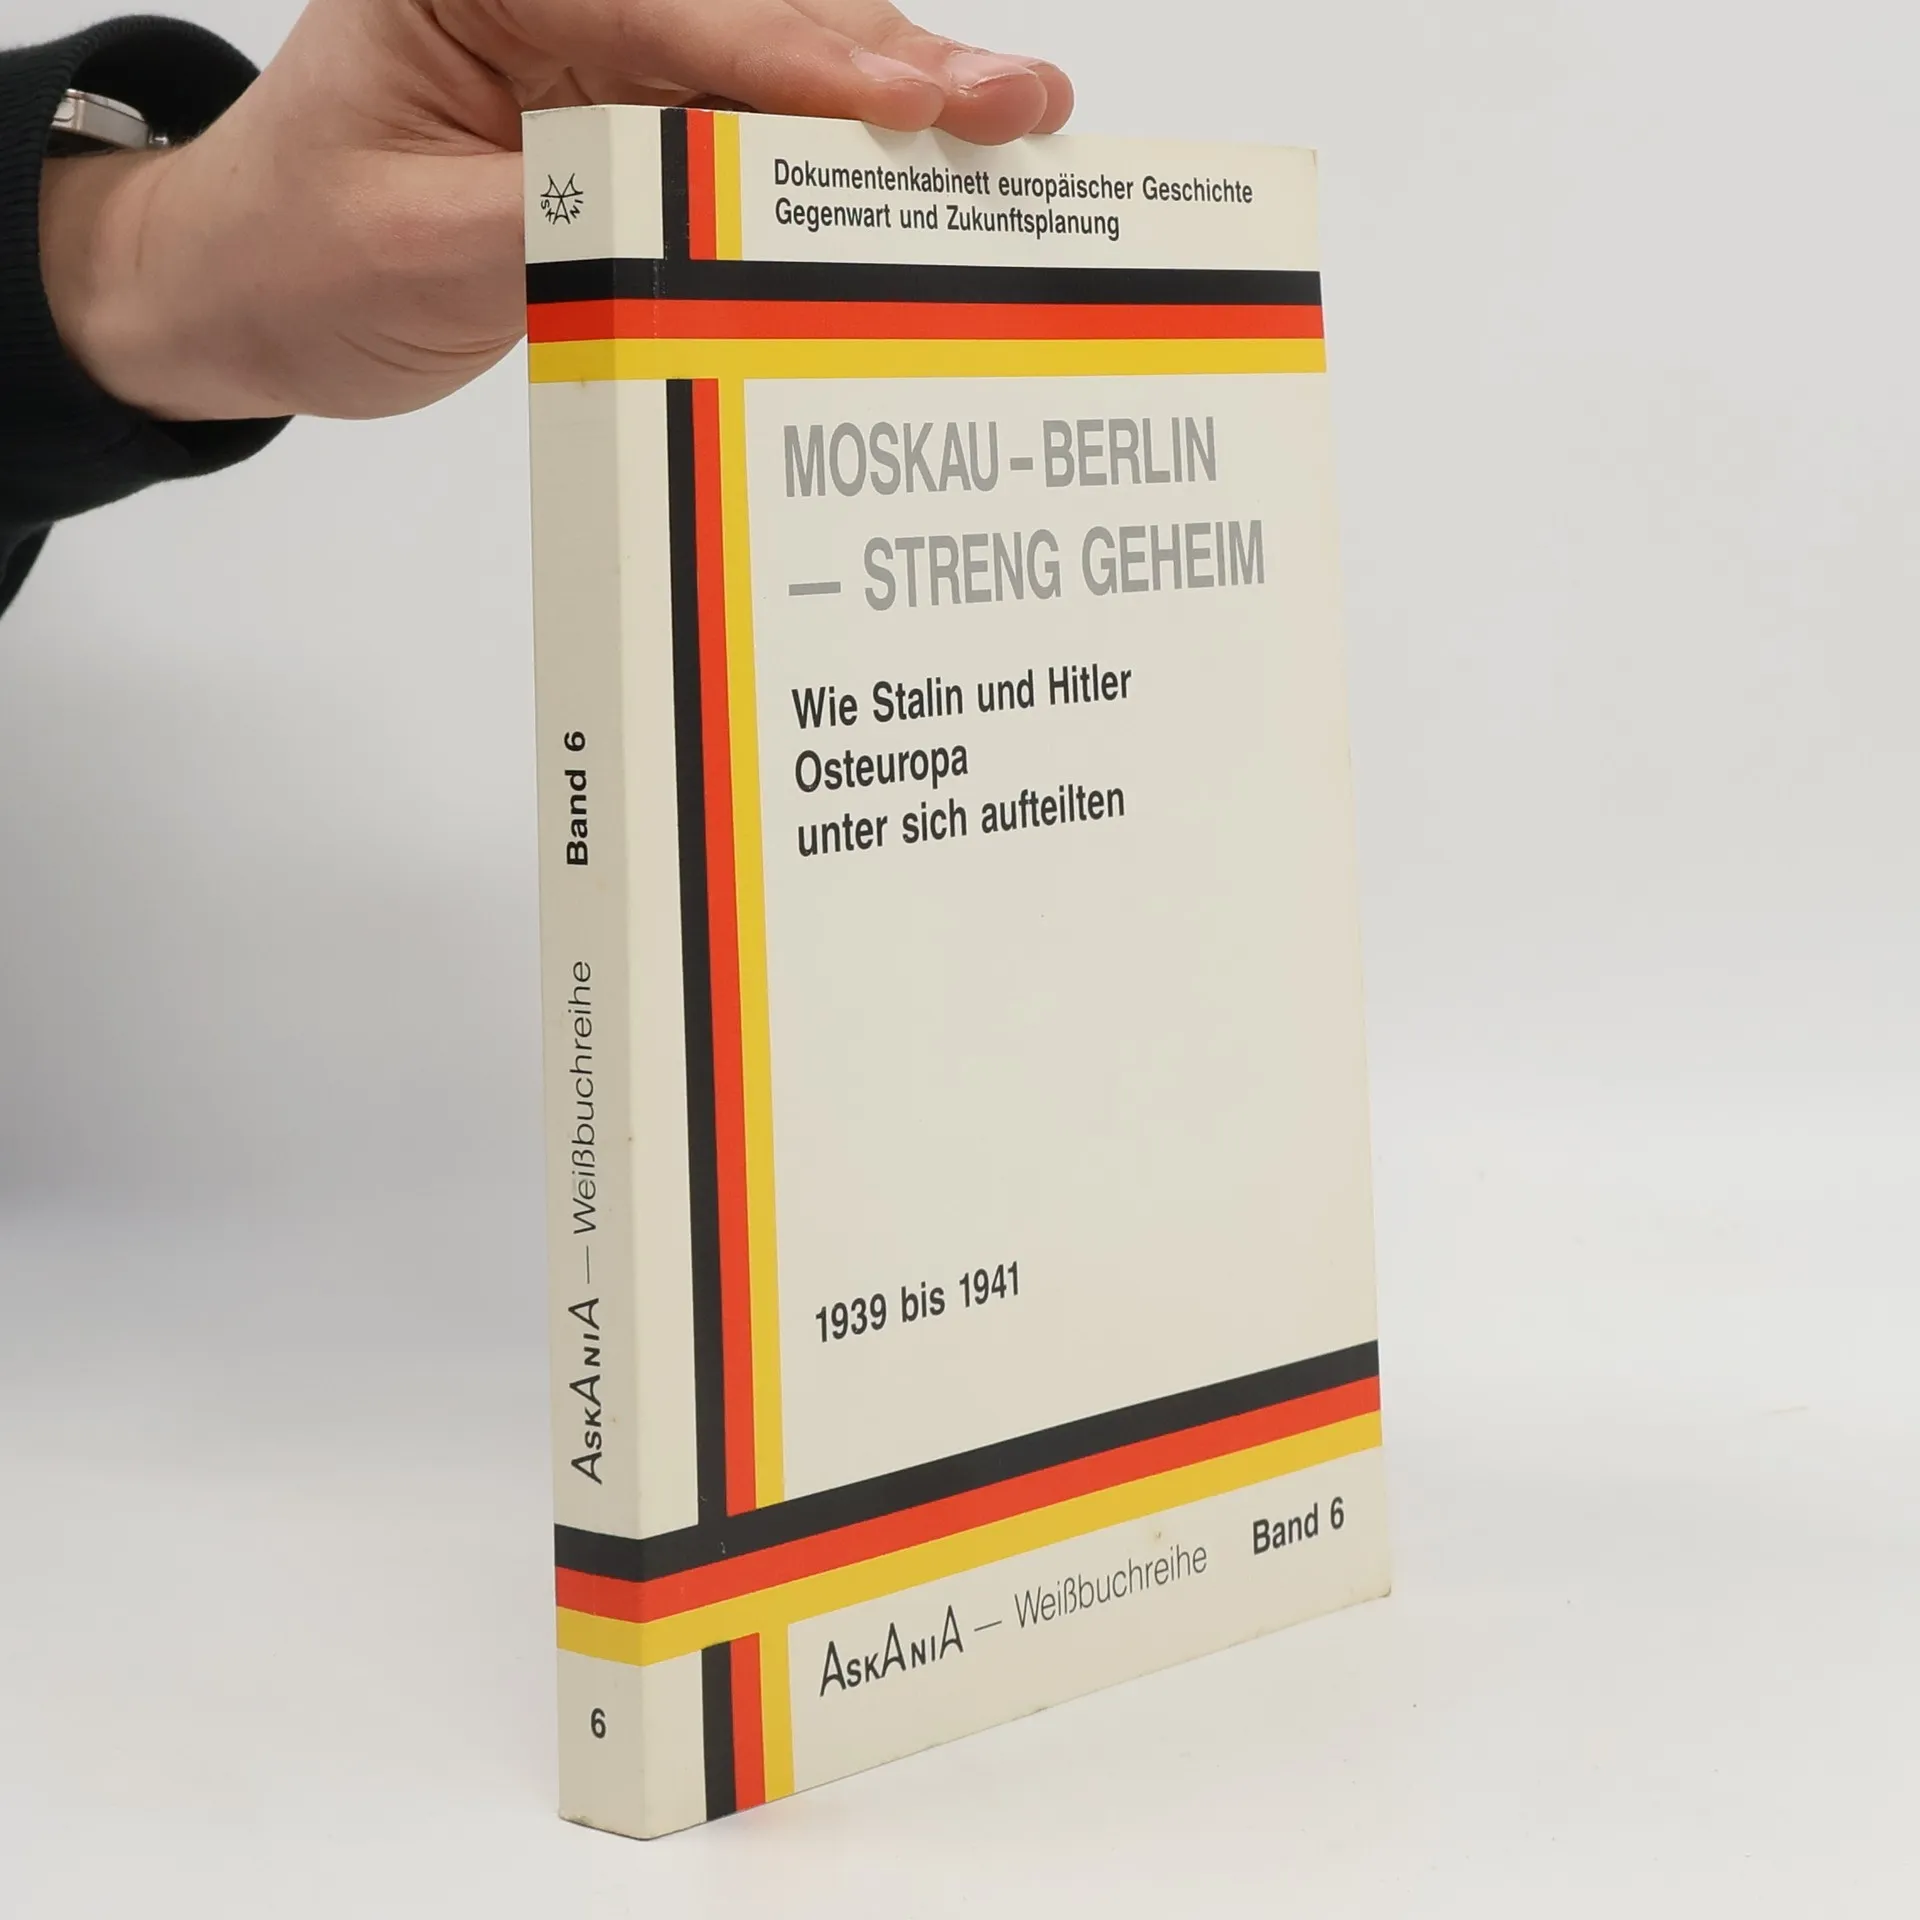 ASKANIA
Dokumentenkabinett europäischer Geschichte
Gegenwart und Zukunftsplanung
MOSKAU – BERLIN
— STRENG GEHEIM
Wie Stalin und Hitler
Osteuropa
unter sich aufteilten
1939 bis 1941
ASKANIA — Weißbuchreihe Band 6
ASKANIA — Weißbuchreihe Band 6
6